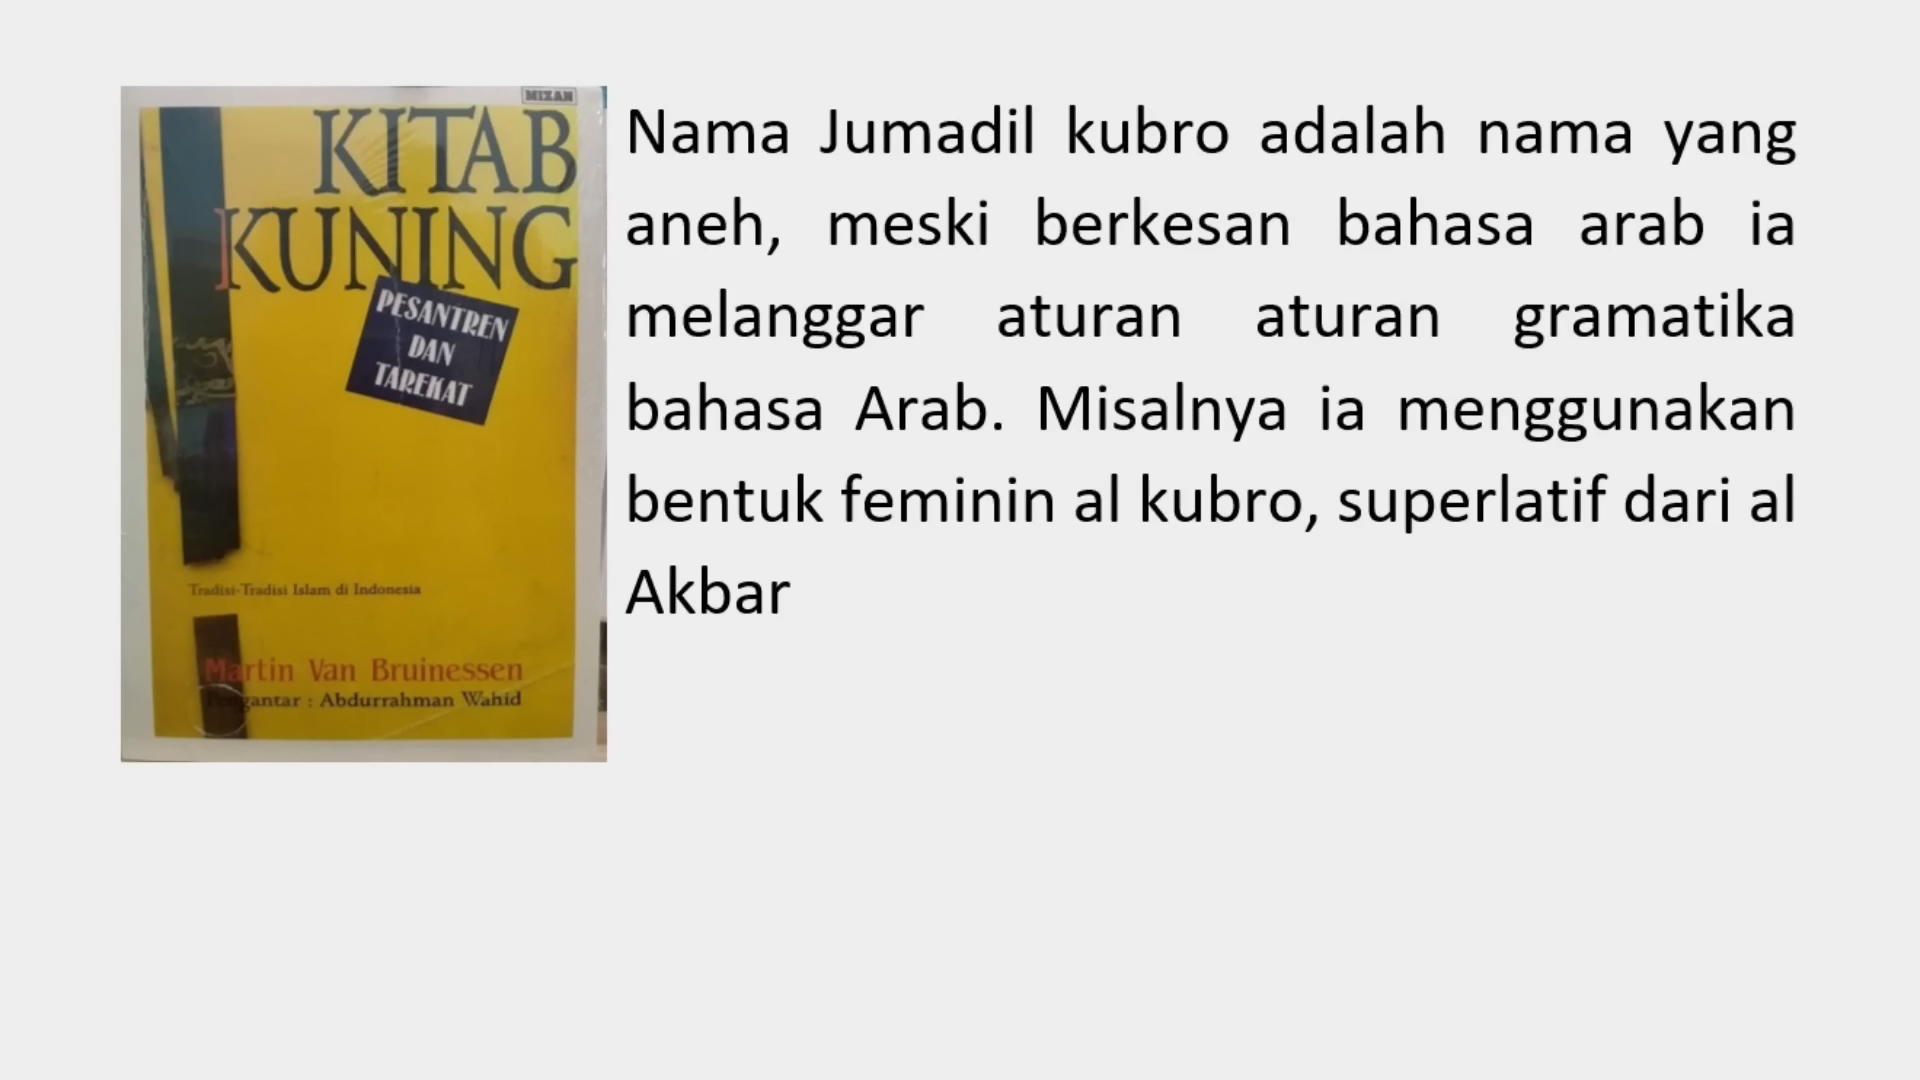 MIZAN
KITAB
KUNING
PESANTREN
DAN
TAREKAT
Tradisi-Tradisi Islam di Indonesia
Martin Van Bruinessen
Pengantar : Abdurrahman Wahid
Nama Jumadil kubro adalah nama yang
aneh, meski berkesan bahasa arab ia
melanggar aturan aturan gramatika
bahasa Arab. Misalnya ia menggunakan
bentuk feminin al kubro, superlatif dari al
Akbar